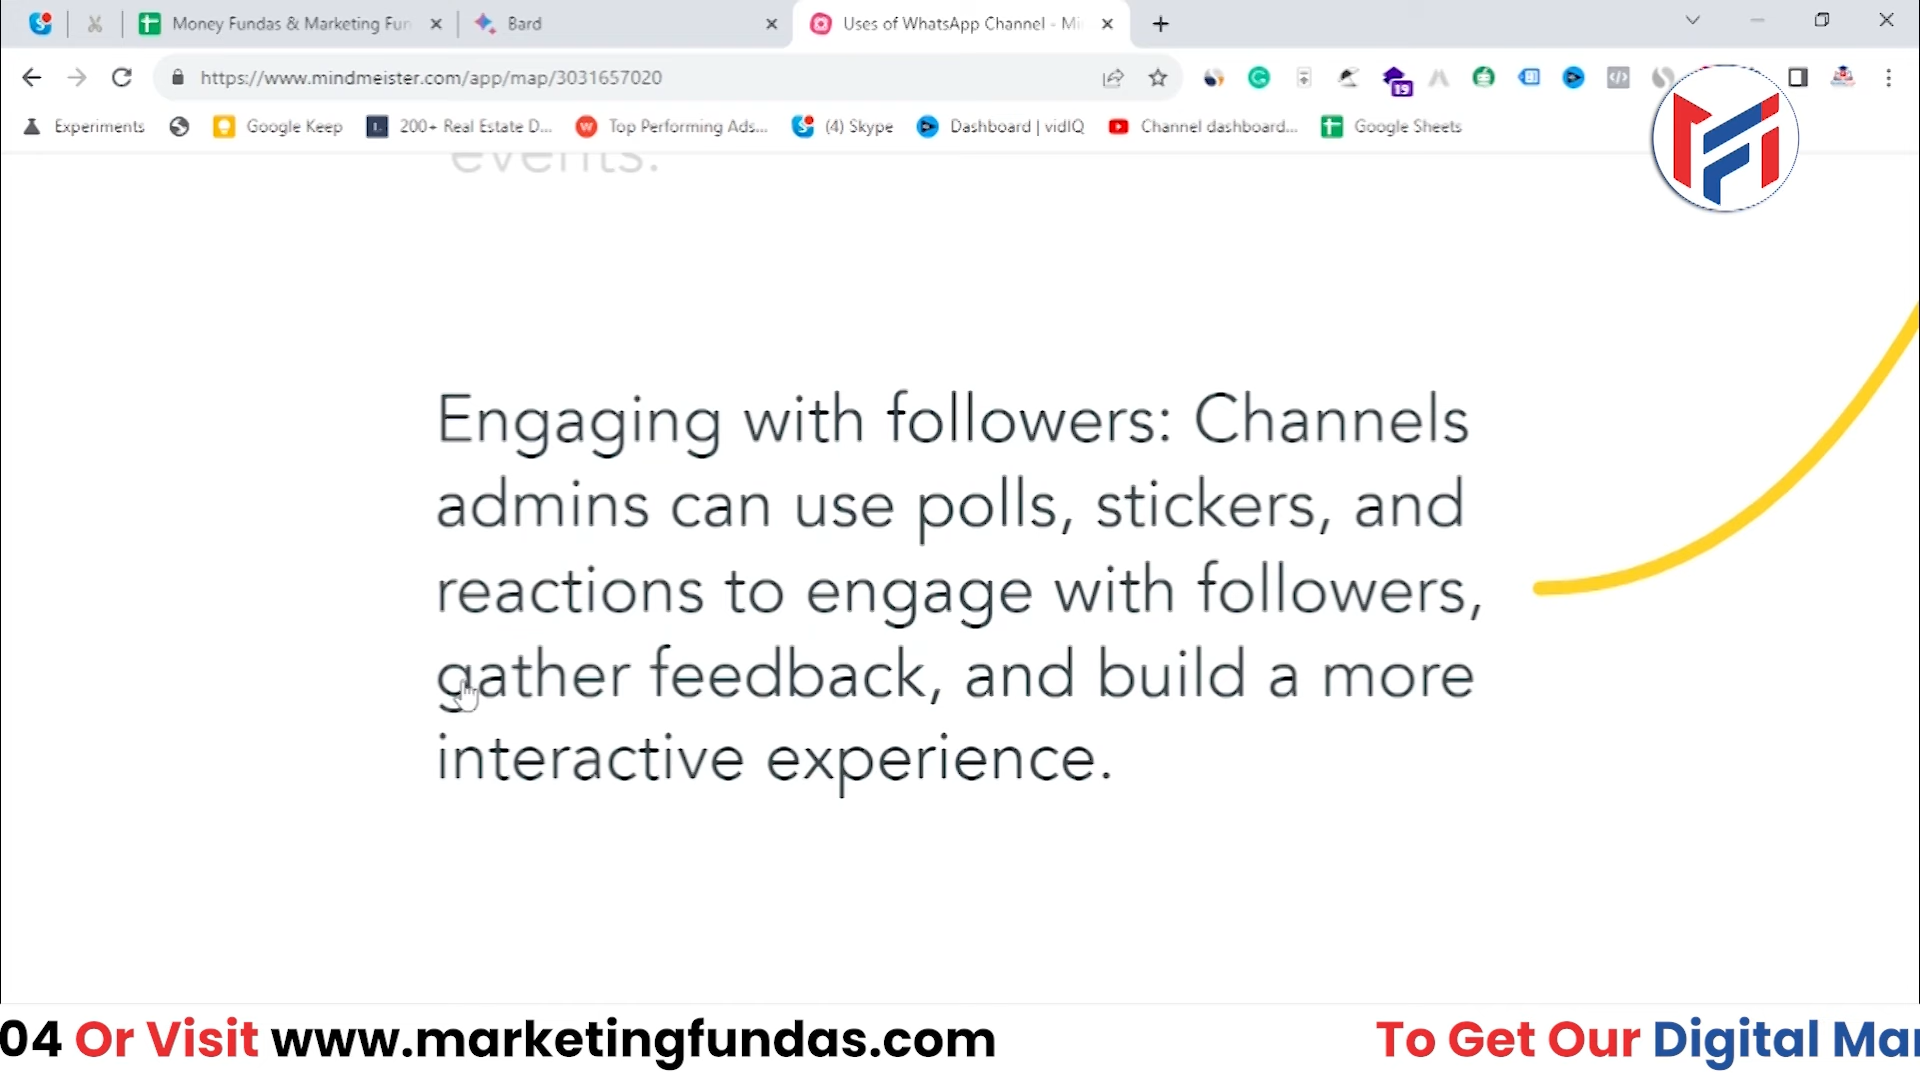 Money Fundas & Marketing Fun
Bard
Uses of WhatsApp Channel - Mi
https://www.mindmeister.com/app/map/3031657020
19
Experiments
Google Keep
200+ Real Estate D...
Top Performing Ads...
(4) Skype
Dashboard | vidIQ
Channel dashboard...
Google Sheets
events.
Engaging with followers: Channels
admins can use polls, stickers, and
reactions to engage with followers,
gather feedback, and build a more
interactive experience.
04 Or Visit www.marketingfundas.com
To Get Our Digital Mar